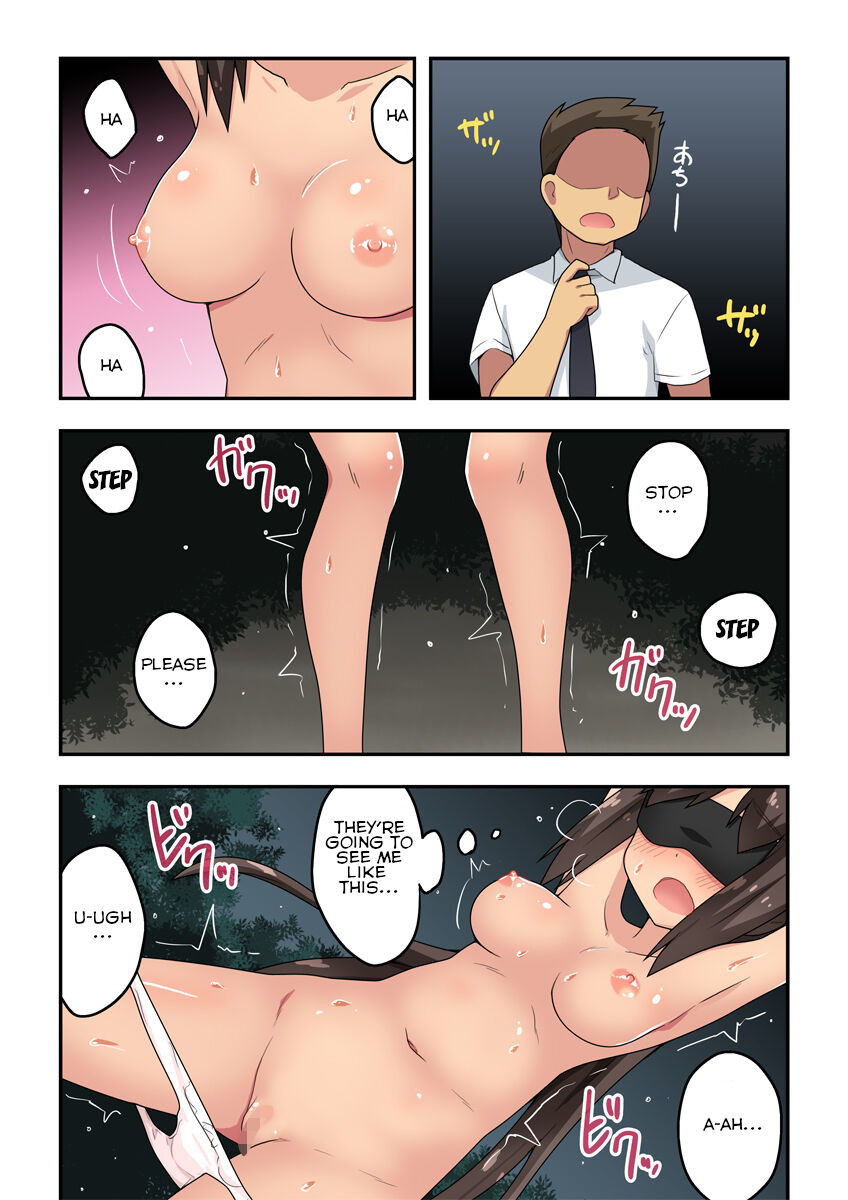 HA
HA
HA
ザッ
あちー
ザッ
STEP
ガクッ
STOP
...
STEP
PLEASE
...
ガクッ
THEY'RE
GOING TO
SEE ME
LIKE
THIS...
ビクッ
U-UGH
...
A-AH...
ビクッ